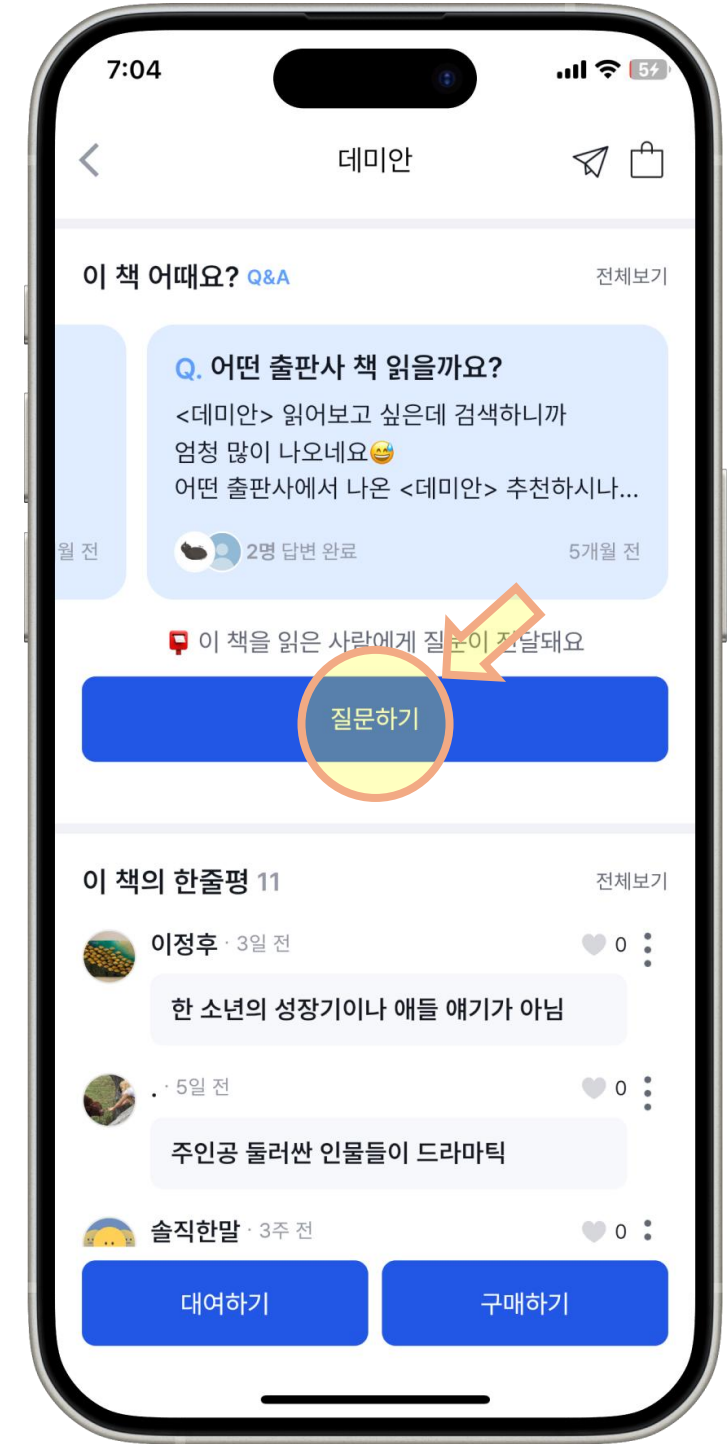 7:04
5
데미안
이 책 어때요? Q&A
전체보기
Q. 어떤 출판사 책 읽을까요?
<데미안> 읽어보고 싶은데 검색하니까
엄청 많이 나오네요😅
어떤 출판사에서 나온 <데미안> 추천하시나...
월 전
2명 답변 완료
5개월 전
📮 이 책을 읽은 사람에게 질문이 전달돼요
질문하기
이 책의 한줄평 11
전체보기
이정후 · 3일 전
0
한 소년의 성장기이나 애들 얘기가 아님
. · 5일 전
0
주인공 둘러싼 인물들이 드라마틱
솔직한말 · 3주 전
0
대여하기
구매하기